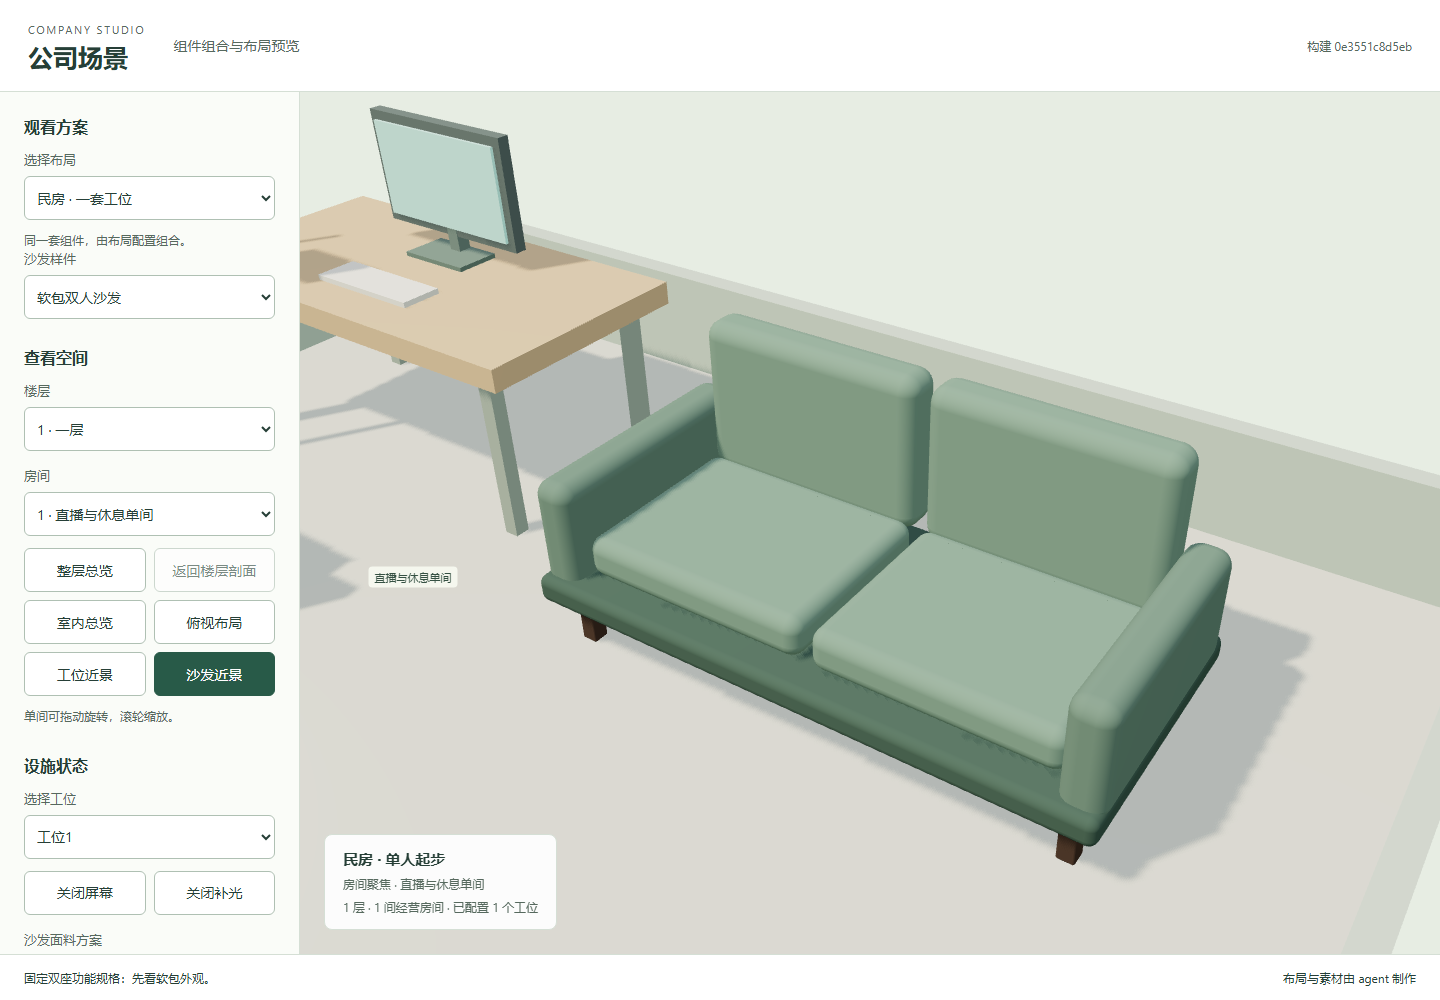 COMPANY STUDIO
公司场景
组件组合与布局预览
构建 0e3551c8d5eb
观看方案
选择布局
民房 · 一套工位
同一套组件，由布局配置组合。
沙发样件
软包双人沙发
查看空间
楼层
1 · 一层
房间
1 · 直播与休息单间
整层总览
返回楼层剖面
室内总览
俯视布局
工位近景
沙发近景
单间可拖动旋转，滚轮缩放。
设施状态
选择工位
工位1
关闭屏幕
关闭补光
沙发面料方案
直播与休息单间
民房 · 单人起步
房间聚焦 · 直播与休息单间
1 层 · 1 间经营房间 · 已配置 1 个工位
固定双座功能规格：先看软包外观。
布局与素材由 agent 制作